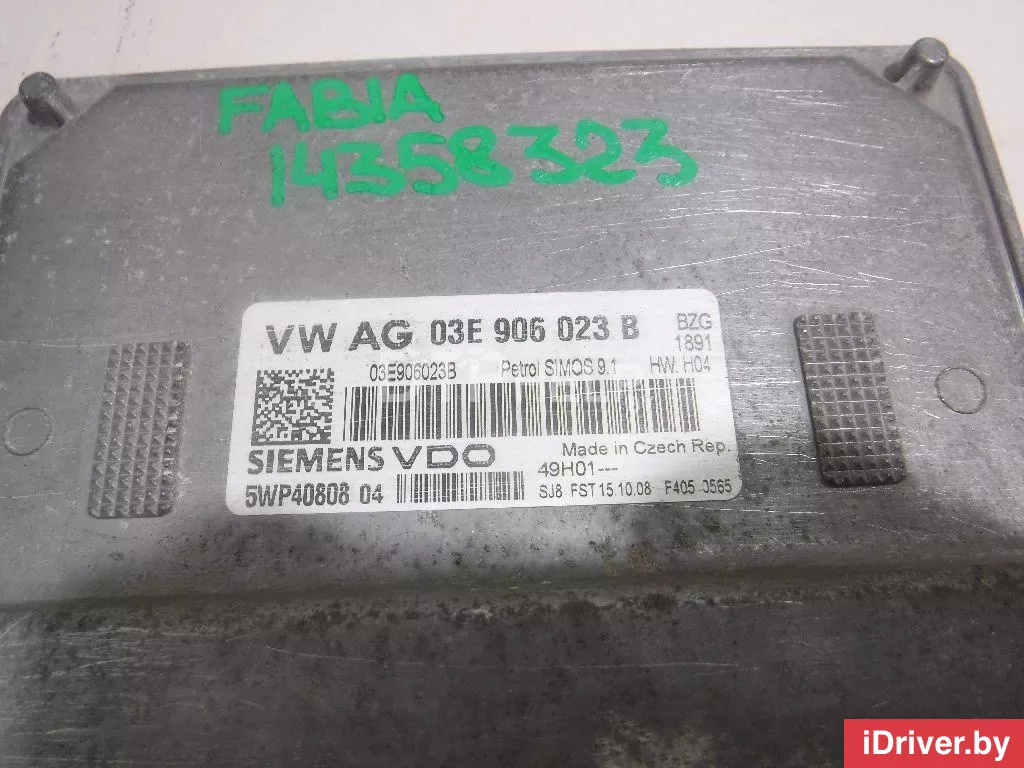 FABIA
14358323
VW AG 03E 906 023 B BZG
1891
03E906023B Petrol SIMOS 9.1 HW. H04
SIEMENS VDO Made in Czech Rep.
49H01---
5WP40808 04 SJ8 FST 15.10.08 F405 0565
iDriver.by